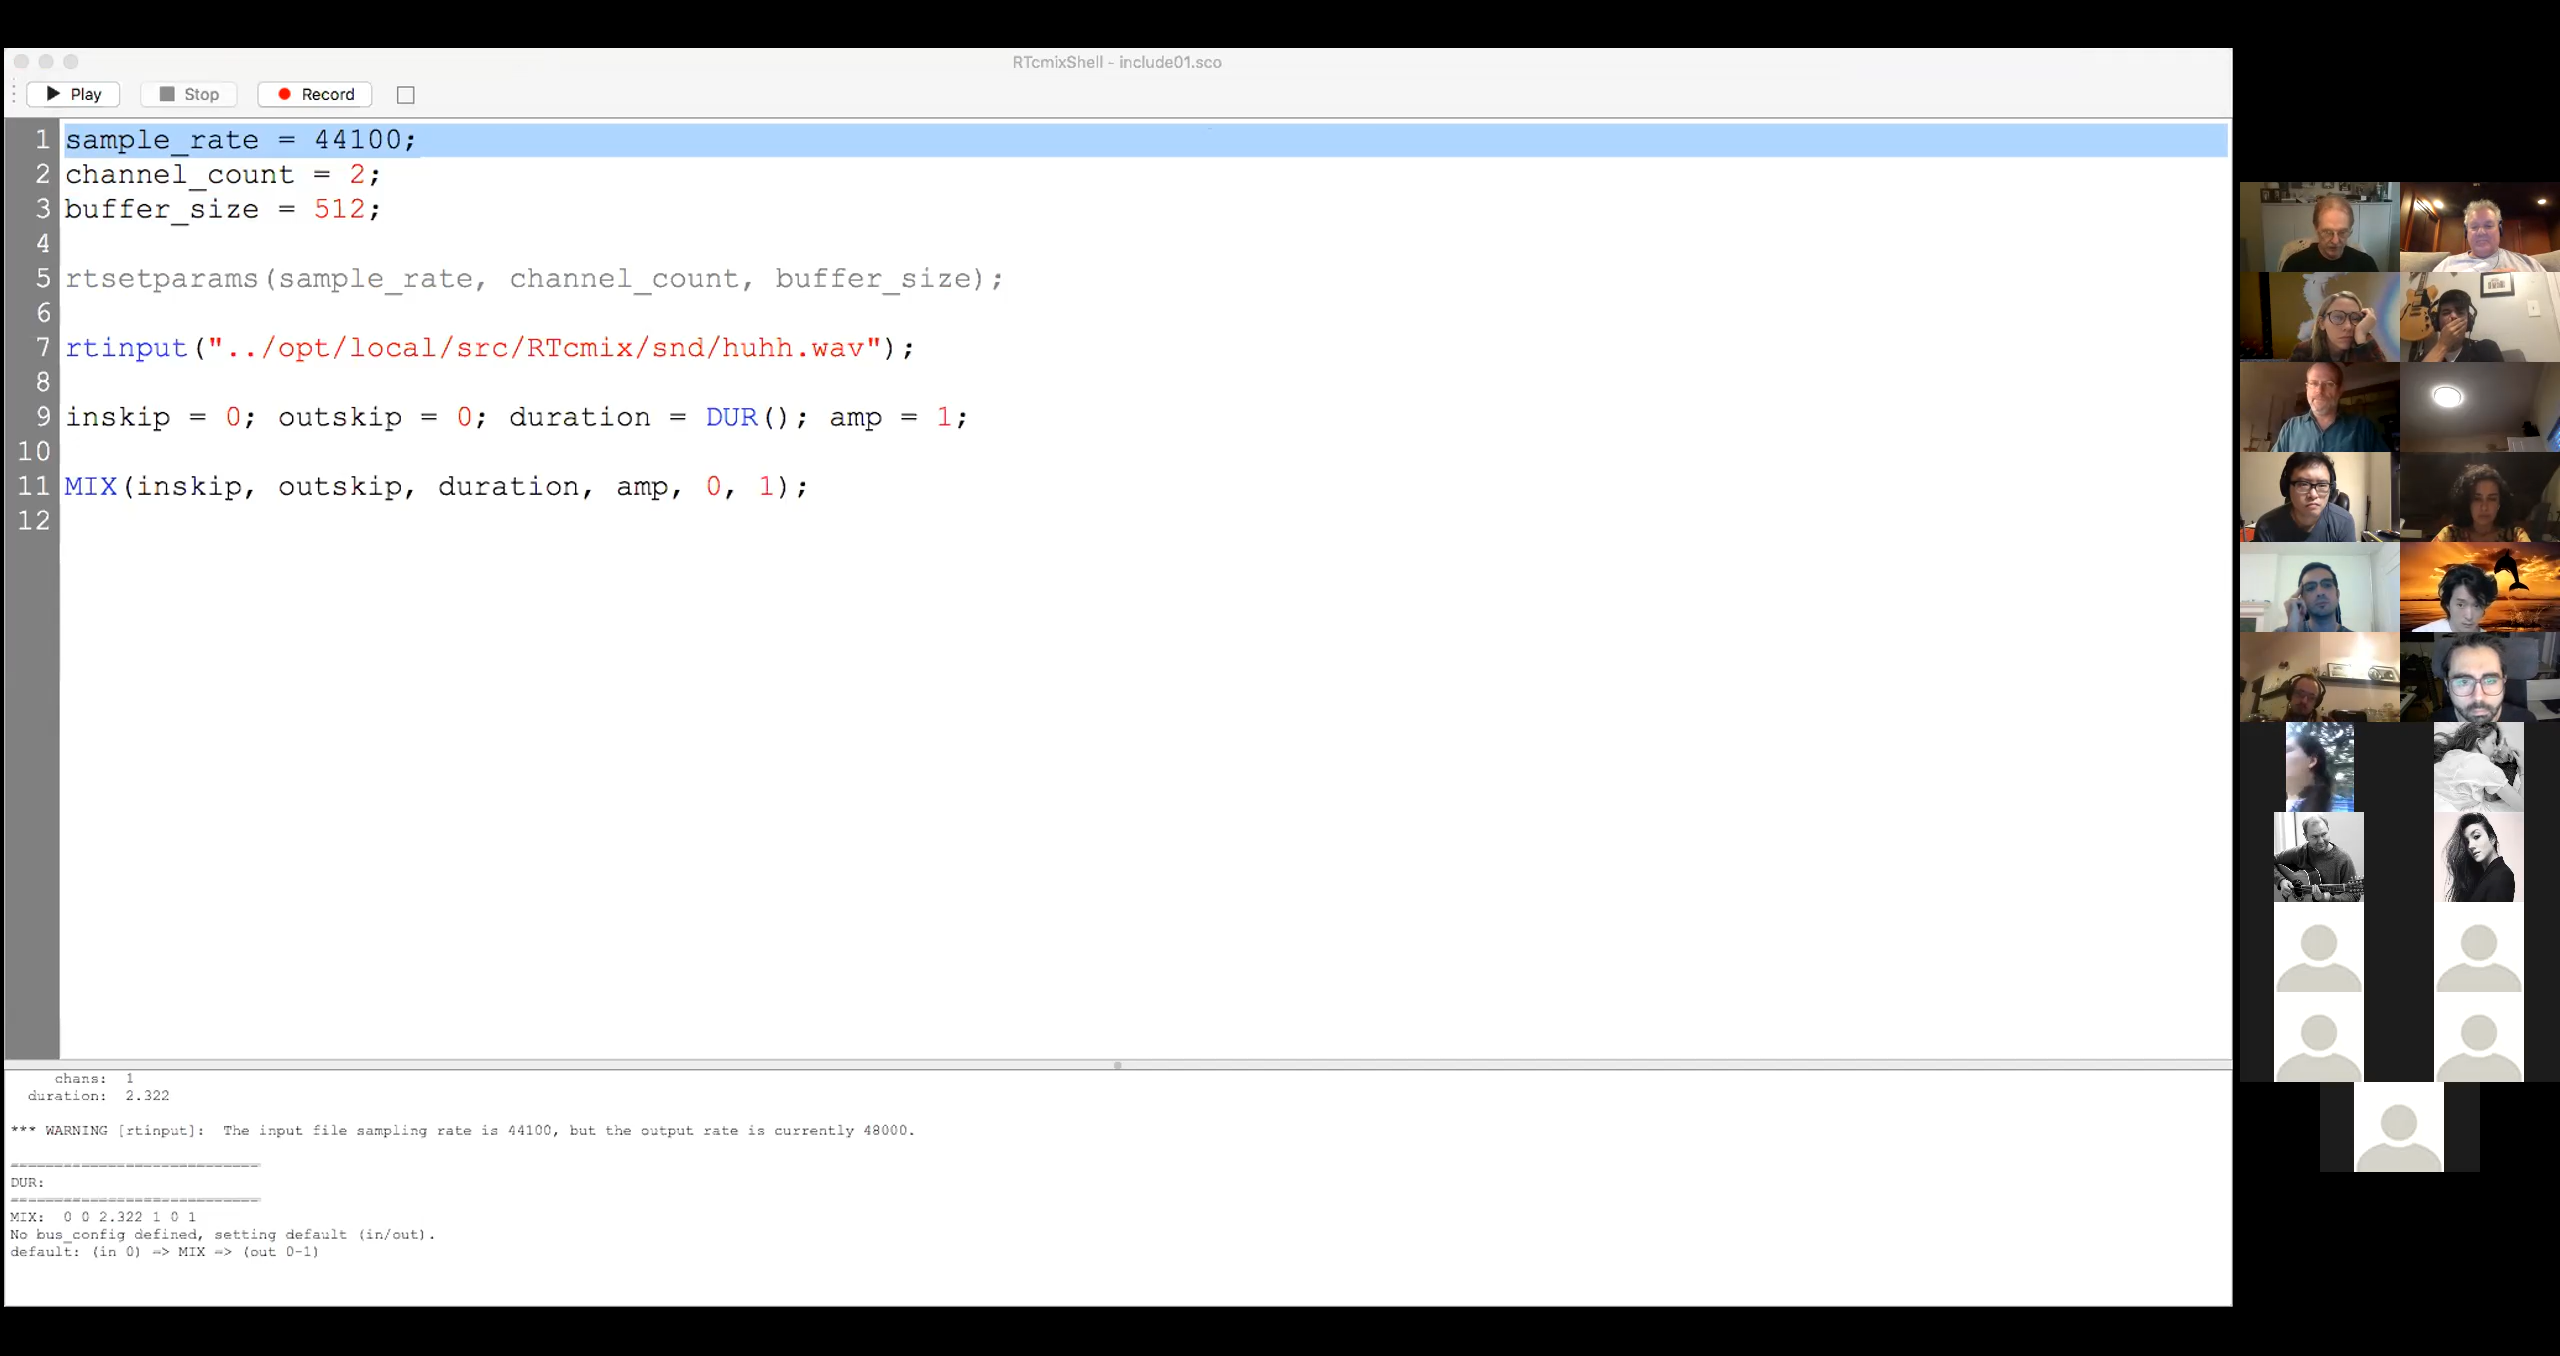 RTcmixShell - include01.sco
Play Stop Record
1 sample_rate = 44100;
2 channel_count = 2;
3 buffer_size = 512;
4
5 rtsetparams(sample_rate, channel_count, buffer_size);
6
7 rtinput("../opt/local/src/RTcmix/snd/huhh.wav");
8
9 inskip = 0; outskip = 0; duration = DUR(); amp = 1;
10
11 MIX(inskip, outskip, duration, amp, 0, 1);
12
chans: 1
duration: 2.322
*** WARNING [rtinput]: The input file sampling rate is 44100, but the output rate is currently 48000.
============================
DUR:
============================
MIX: 0 0 2.322 1 0 1
No bus_config defined, setting default (in/out).
default: (in 0) => MIX => (out 0-1)